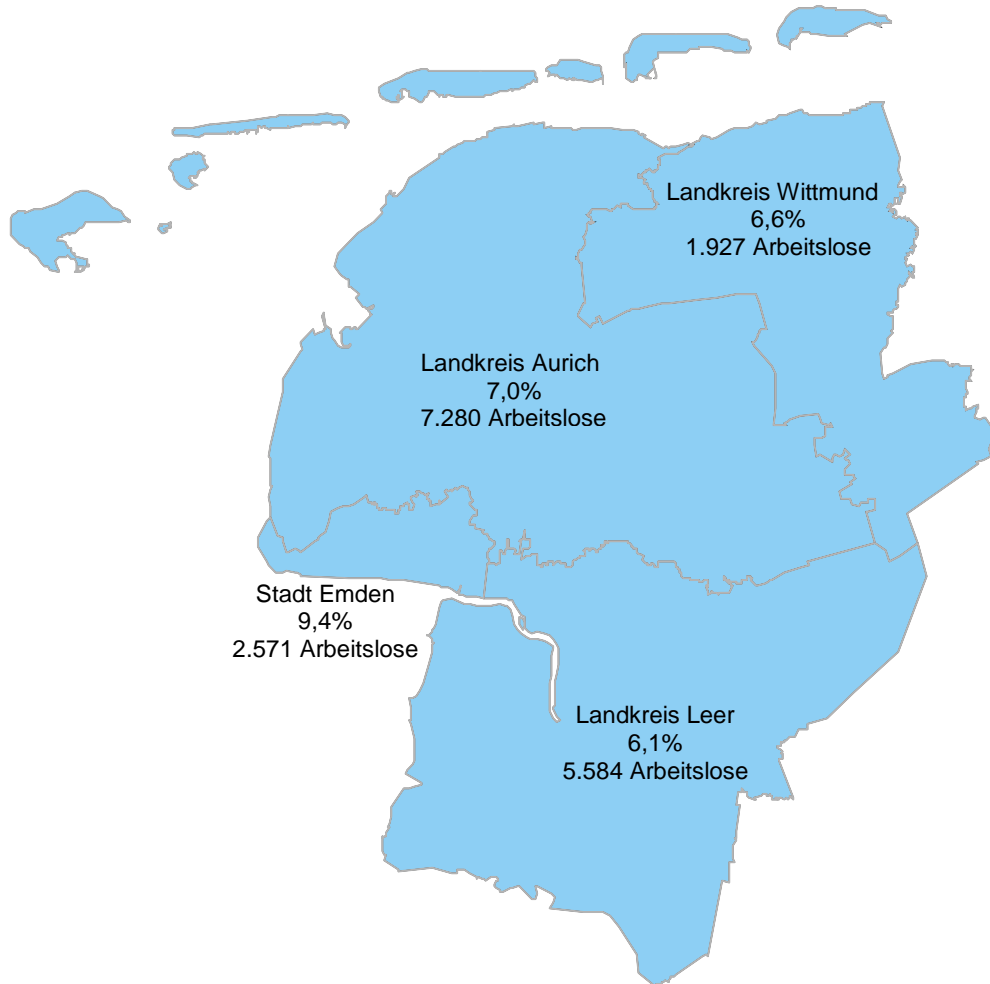 Landkreis Wittmund
6,6%
1.927 Arbeitslose
Landkreis Aurich
7,0%
7.280 Arbeitslose
Stadt Emden
9,4%
2.571 Arbeitslose
Landkreis Leer
6,1%
5.584 Arbeitslose